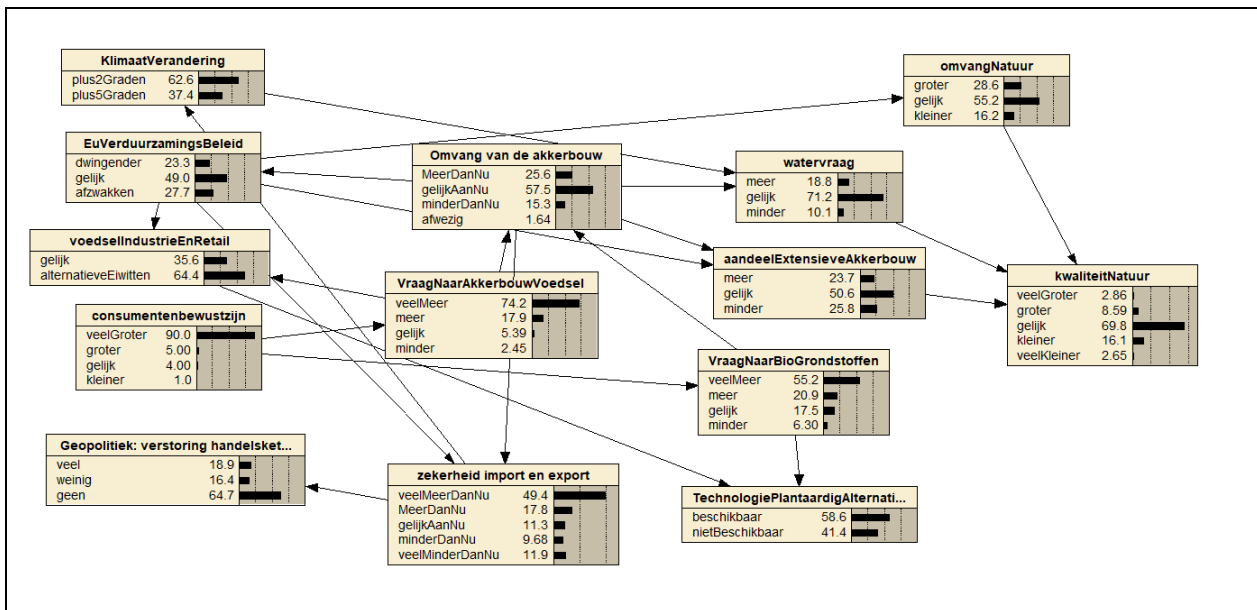 KlimaatVerandering
plus2Graden 62.6
plus5Graden 37.4
omvangNatuur
groter 28.6
gelijk 55.2
kleiner 16.2
EuVerduurzamingsBeleid
dwingender 23.3
gelijk 49.0
afzwakken 27.7
Omvang van de akkerbouw
MeerDanNu 25.6
gelijkAanNu 57.5
minderDanNu 15.3
afwezig 1.64
watervraag
meer 18.8
gelijk 71.2
minder 10.1
voedselIndustrieEnRetail
gelijk 35.6
alternatieveEiwitten 64.4
aandeelExtensieveAkkerbouw
meer 23.7
gelijk 50.6
minder 25.8
kwaliteitNatuur
veelGroter 2.86
groter 8.59
gelijk 69.8
kleiner 16.1
veelKleiner 2.65
VraagNaarAkkerbouwVoedsel
veelMeer 74.2
meer 17.9
gelijk 5.39
minder 2.45
consumentenbewustzijn
veelGroter 90.0
groter 5.00
gelijk 4.00
kleiner 1.0
VraagNaarBioGrondstoffen
veelMeer 55.2
meer 20.9
gelijk 17.5
minder 6.30
Geopolitiek: verstoring handelsket...
veel 18.9
weinig 16.4
geen 64.7
zekerheid import en export
veelMeerDanNu 49.4
MeerDanNu 17.8
gelijkAanNu 11.3
minderDanNu 9.68
veelMinderDanNu 11.9
TechnologiePlantaardigAlternati...
beschikbaar 58.6
nietBeschikbaar 41.4